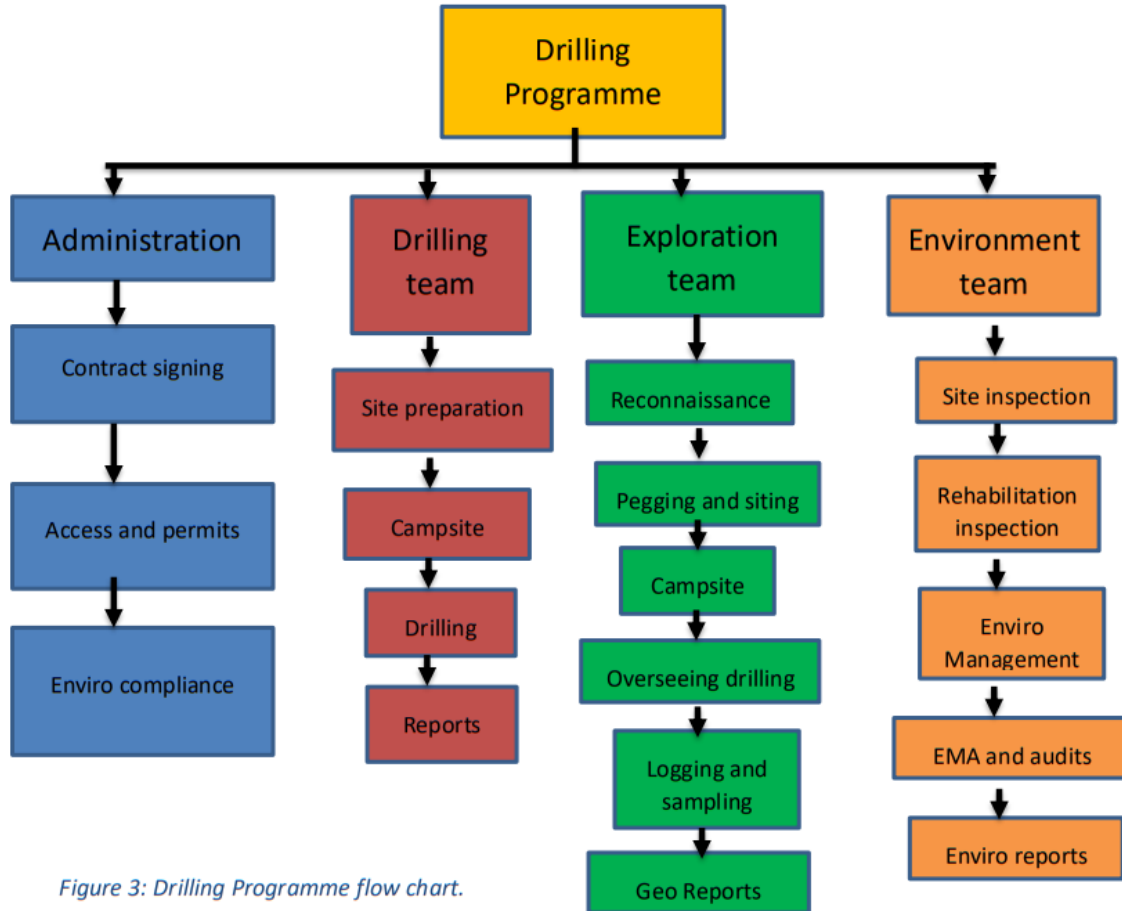 Drilling
Programme
Administration
Contract signing
Access and permits
Enviro compliance
Drilling
team
Site preparation
Campsite
Drilling
Reports
Exploration
team
Reconnaissance
Pegging and siting
Campsite
Overseeing drilling
Logging and
sampling
Geo Reports
Environment
team
Site inspection
Rehabilitation
inspection
Enviro
Management
EMA and audits
Enviro reports
Figure 3: Drilling Programme flow chart.